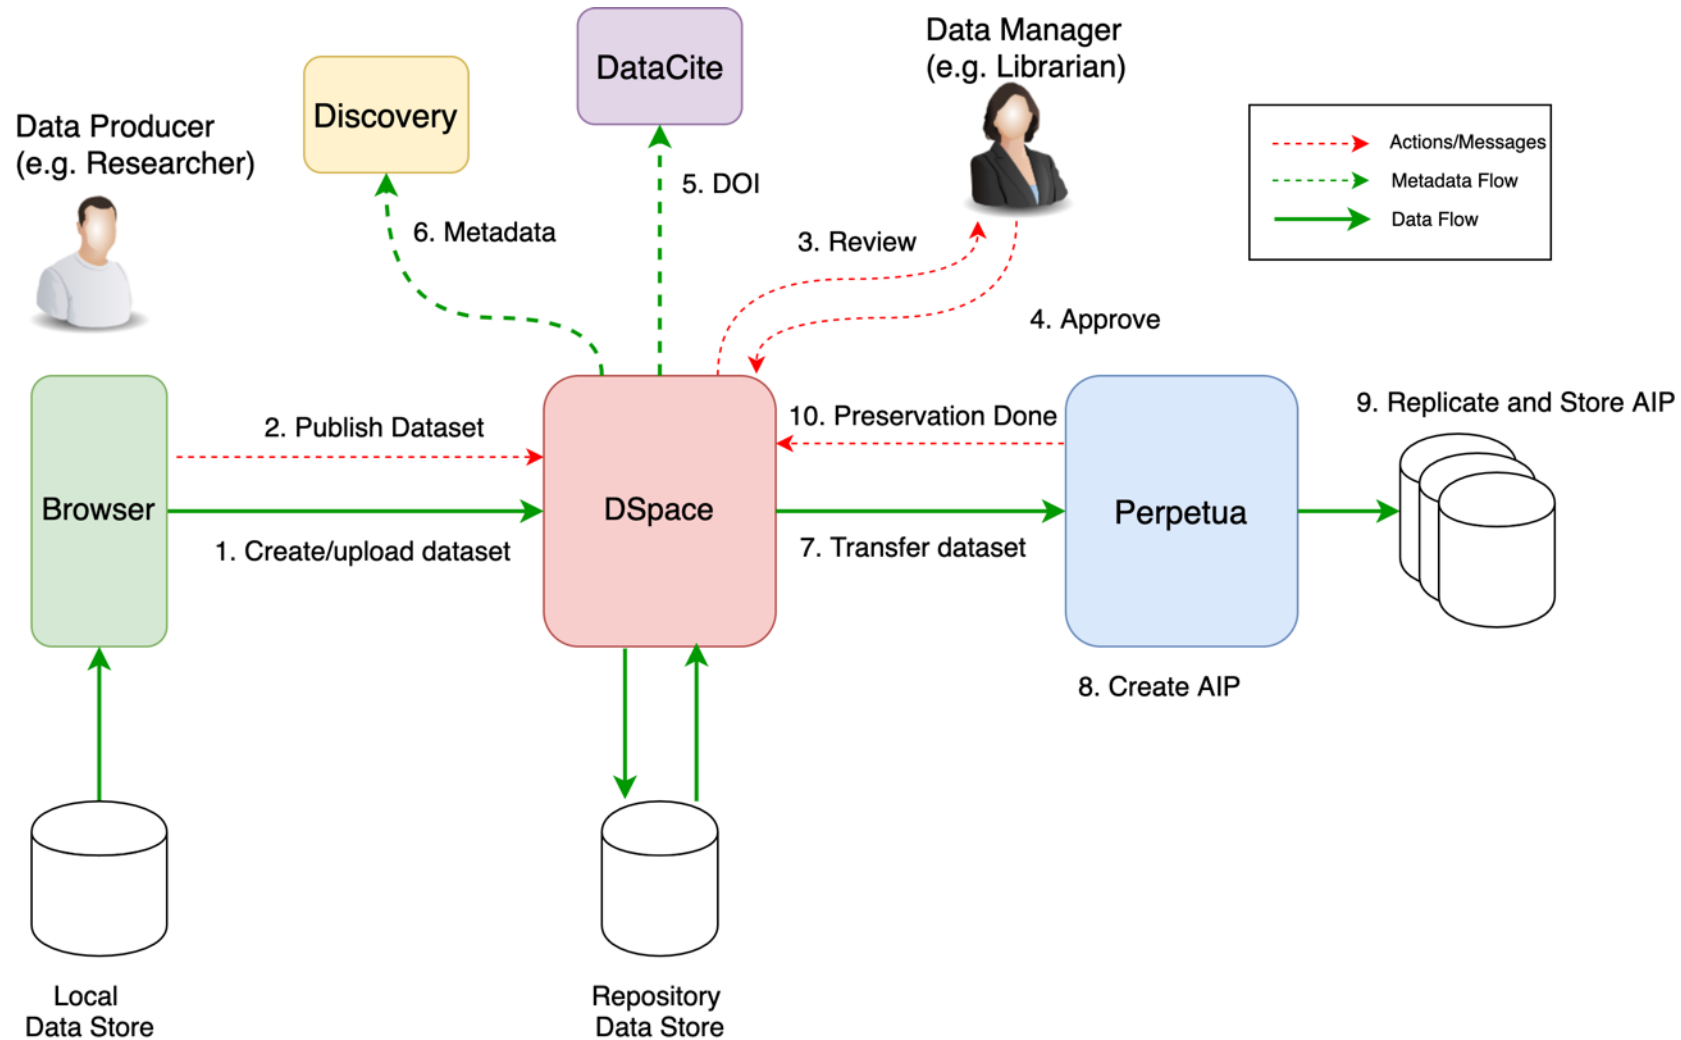 DataCite
Data Manager
(e.g. Librarian)
Discovery
Data Producer
(e.g. Researcher)
Actions/Messages
Metadata Flow
Data Flow
5. DOI
6. Metadata
3. Review
4. Approve
2. Publish Dataset
10. Preservation Done
9. Replicate and Store AIP
Browser
DSpace
Perpetua
1. Create/upload dataset
7. Transfer dataset
8. Create AIP
Local
Data Store
Repository
Data Store